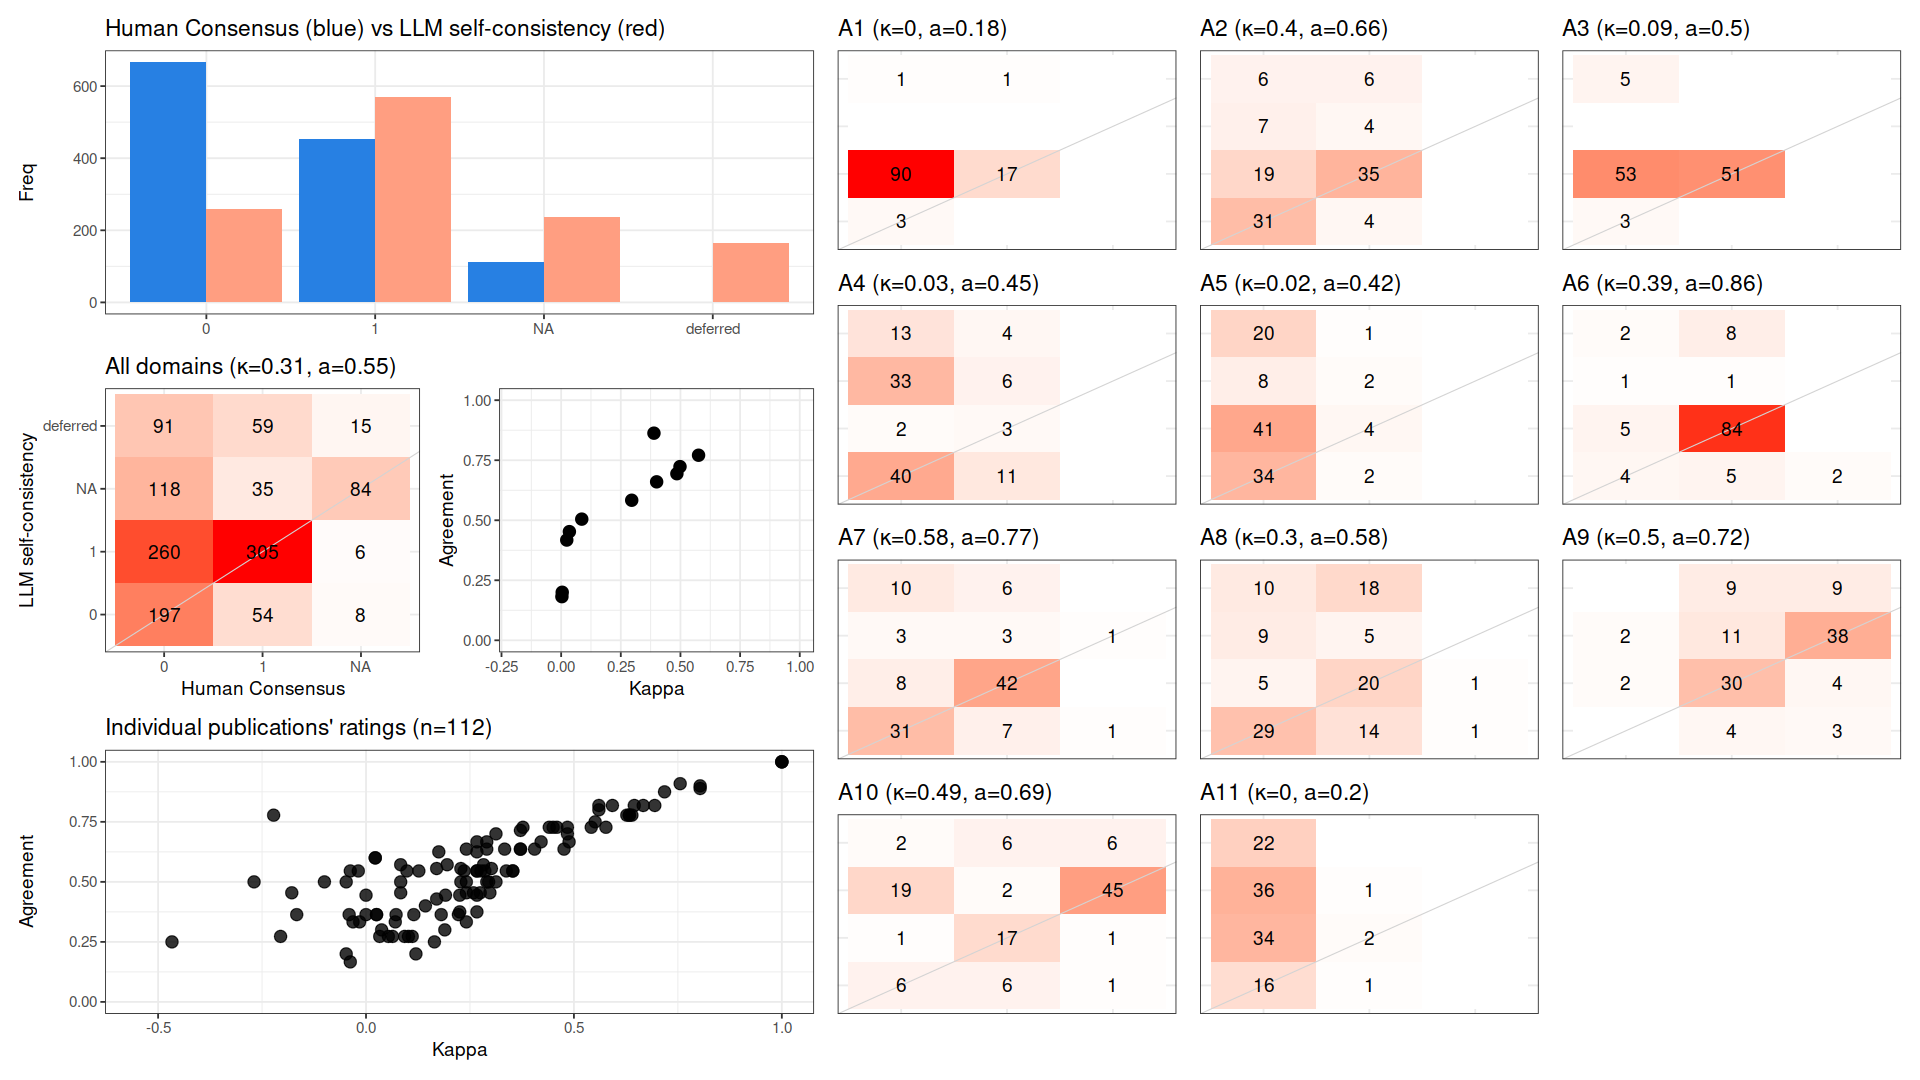 Human Consensus (blue) vs LLM self-consistency (red)
Freq
600
400
200
0
0 1 NA deferred
All domains (κ=0.31, a=0.55)
LLM self-consistency
deferred 91 59 15
NA 118 35 84
1 260 305 6
0 197 54 8
0 1 NA
Human Consensus
Agreement
1.00
0.75
0.50
0.25
0.00
-0.25 0.00 0.25 0.50 0.75 1.00
Kappa
Individual publications' ratings (n=112)
Agreement
1.00
0.75
0.50
0.25
0.00
-0.5 0.0 0.5 1.0
Kappa
A1 (κ=0, a=0.18)
1 1
90 17
3
A2 (κ=0.4, a=0.66)
6 6
7 4
19 35
31 4
A3 (κ=0.09, a=0.5)
5
53 51
3
A4 (κ=0.03, a=0.45)
13 4
33 6
2 3
40 11
A5 (κ=0.02, a=0.42)
20 1
8 2
41 4
34 2
A6 (κ=0.39, a=0.86)
2 8
1 1
5 84
4 5 2
A7 (κ=0.58, a=0.77)
10 6
3 3 1
8 42
31 7 1
A8 (κ=0.3, a=0.58)
10 18
9 5
5 20 1
29 14 1
A9 (κ=0.5, a=0.72)
9 9
2 11 38
2 30 4
4 3
A10 (κ=0.49, a=0.69)
2 6 6
19 2 45
1 17 1
6 6 1
A11 (κ=0, a=0.2)
22
36 1
34 2
16 1